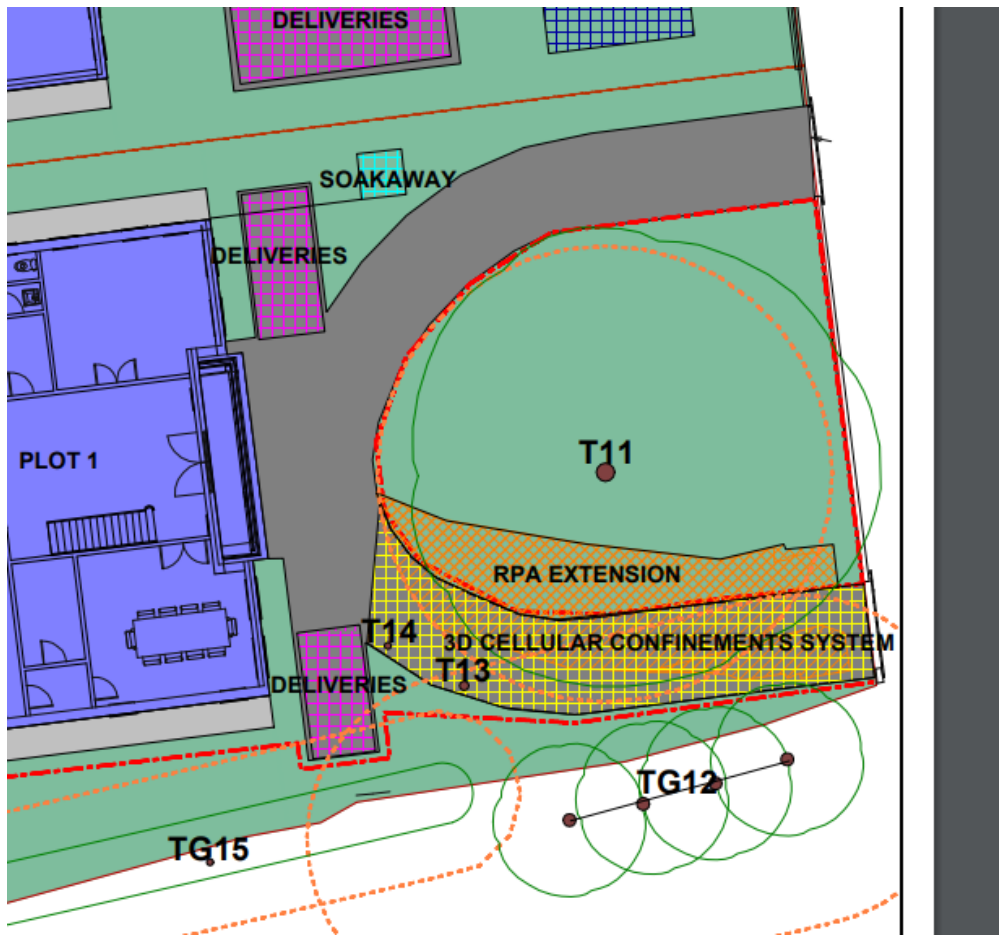 DELIVERIES
SOAKAWAY
DELIVERIES
T11
PLOT 1
RPA EXTENSION
T14
3D CELLULAR CONFINEMENTS SYSTEM
T13
DELIVERIES
TG12
TG15